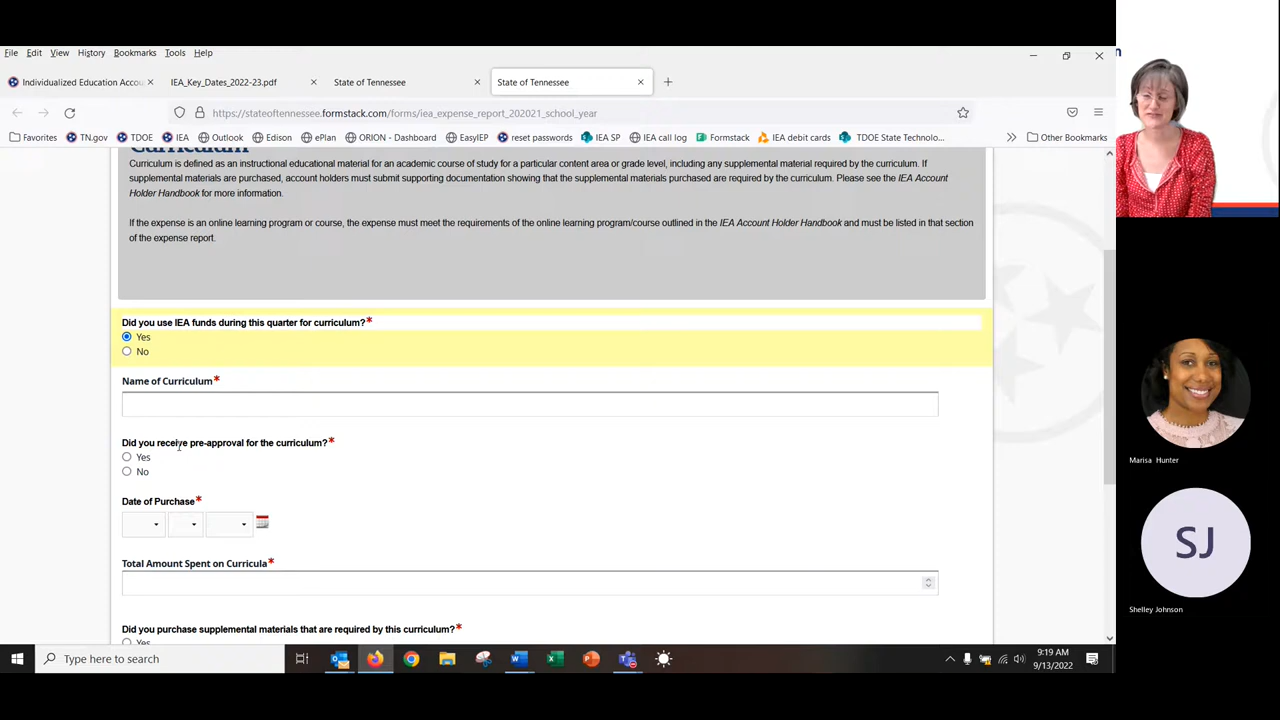 File Edit View History Bookmarks Tools Help
Individualized Education Accou
IEA_Key_Dates_2022-23.pdf
State of Tennessee
State of Tennessee
https://stateoftennessee.formstack.com/forms/iea_expense_report_202021_school_year
Favorites TN.gov TDOE IEA Outlook Edison ePlan ORION - Dashboard EasyIEP reset passwords IEA SP IEA call log Formstack IEA debit cards TDOE State Technolo... Other Bookmarks
Curriculum
Curriculum is defined as an instructional educational material for an academic course of study for a particular content area or grade level, including any supplemental material required by the curriculum. If
supplemental materials are purchased, account holders must submit supporting documentation showing that the supplemental materials purchased are required by the curriculum. Please see the IEA Account
Holder Handbook for more information.
If the expense is an online learning program or course, the expense must meet the requirements of the online learning program/course outlined in the IEA Account Holder Handbook and must be listed in that section
of the expense report.
Did you use IEA funds during this quarter for curriculum?*
Yes
No
Name of Curriculum*
Did you receive pre-approval for the curriculum?*
Yes
No
Date of Purchase*
Total Amount Spent on Curricula*
Did you purchase supplemental materials that are required by this curriculum?*
Yes
Type here to search
9:19 AM
9/13/2022
Marisa Hunter
SJ
Shelley Johnson